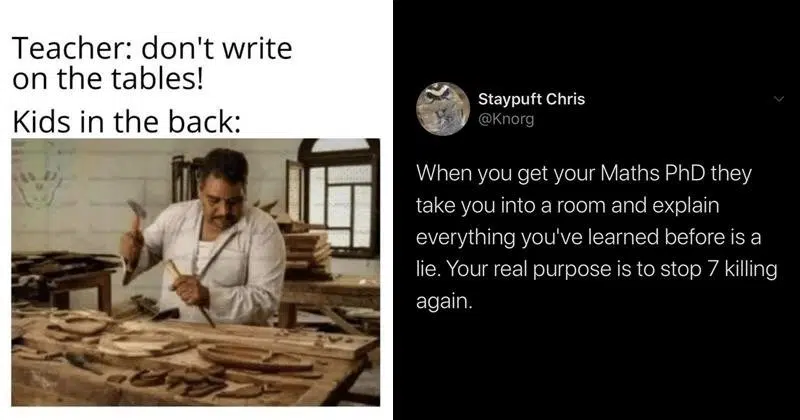 Teacher: don't write
on the tables!
Kids in the back:
Staypuft Chris
@Knorg
When you get your Maths PhD they
take you into a room and explain
everything you've learned before is a
lie. Your real purpose is to stop 7 killing
again.